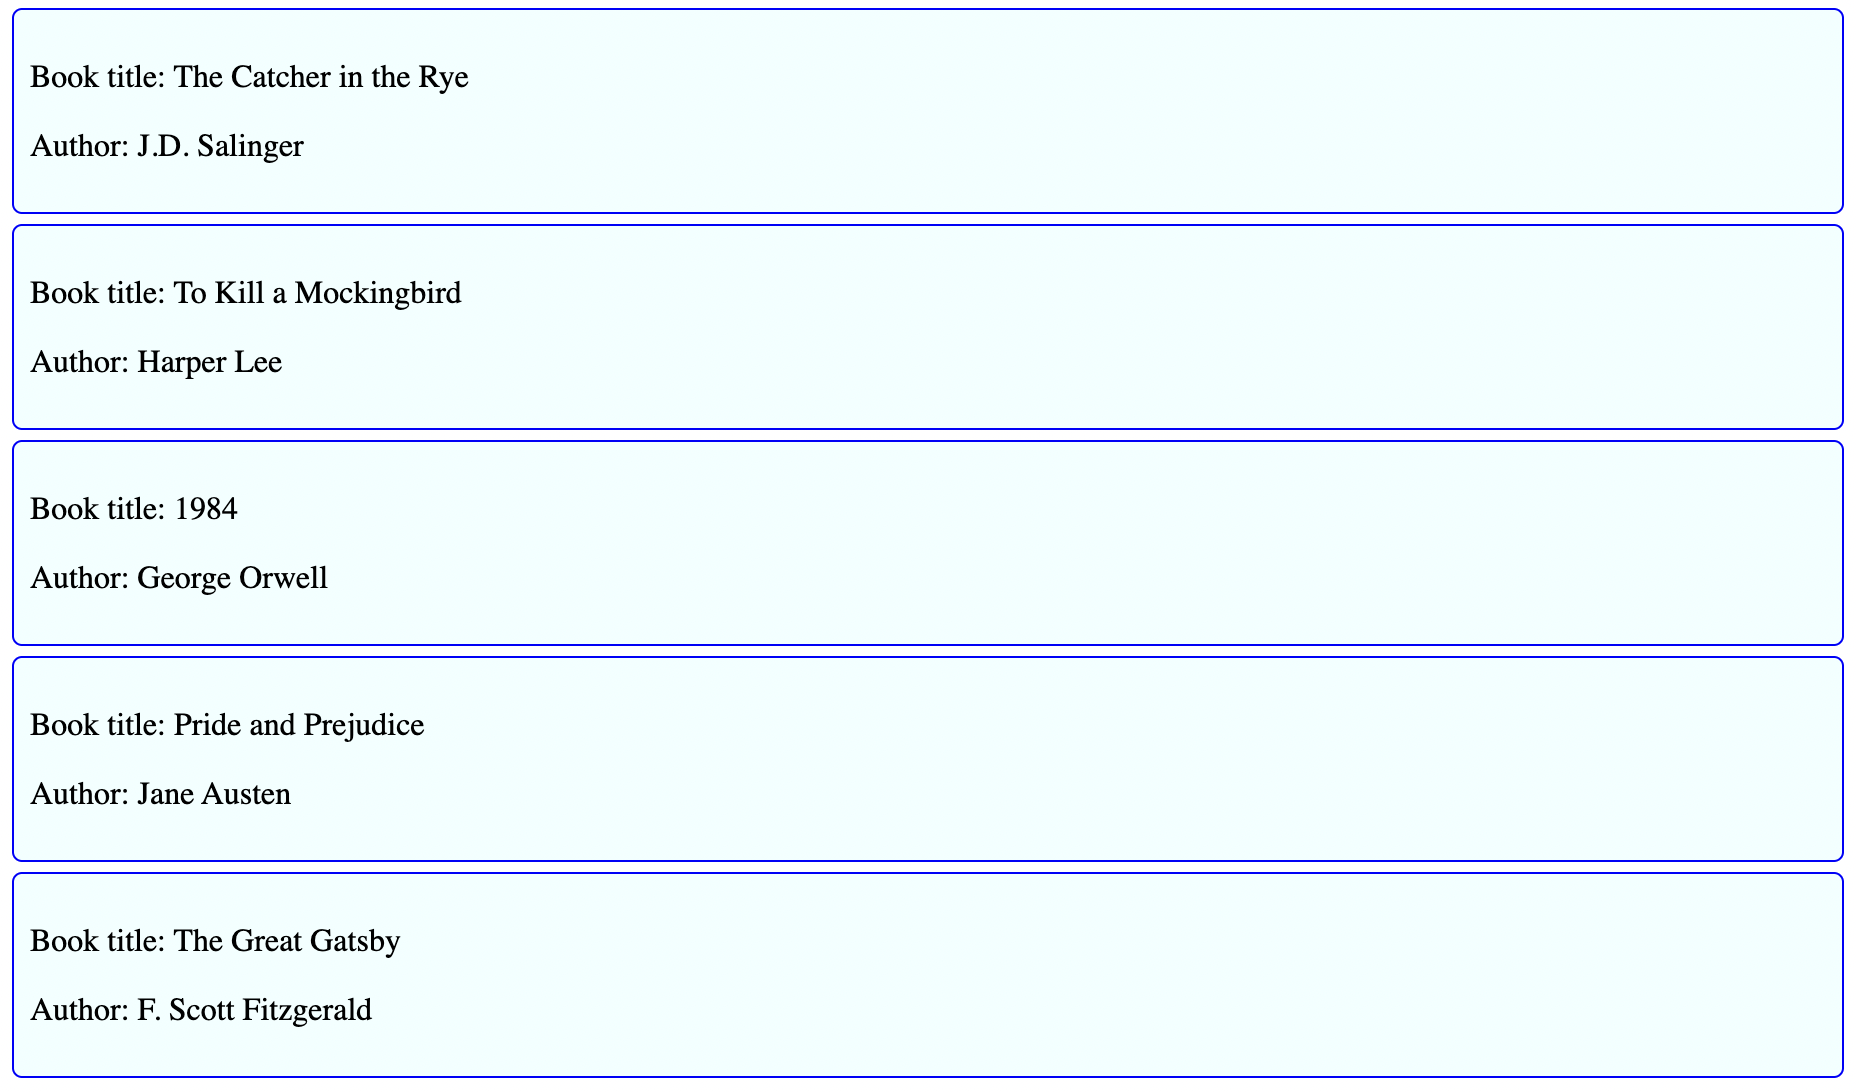 Book title: The Catcher in the Rye
Author: J.D. Salinger
Book title: To Kill a Mockingbird
Author: Harper Lee
Book title: 1984
Author: George Orwell
Book title: Pride and Prejudice
Author: Jane Austen
Book title: The Great Gatsby
Author: F. Scott Fitzgerald